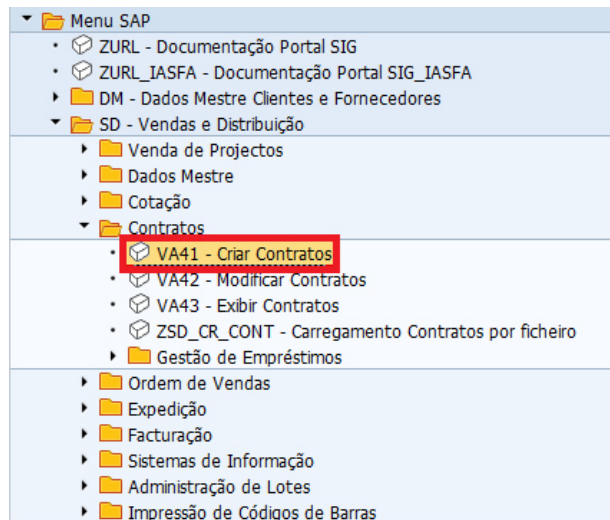 Menu SAP
ZURL - Documentação Portal SIG
ZURL_IASFA - Documentação Portal SIG_IASFA
DM - Dados Mestre Clientes e Fornecedores
SD - Vendas e Distribuição
Venda de Projectos
Dados Mestre
Cotação
Contratos
VA41 - Criar Contratos
VA42 - Modificar Contratos
VA43 - Exibir Contratos
ZSD_CR_CONT - Carregamento Contratos por ficheiro
Gestão de Empréstimos
Ordem de Vendas
Expedição
Facturação
Sistemas de Informação
Administração de Lotes
Impressão de Códigos de Barras